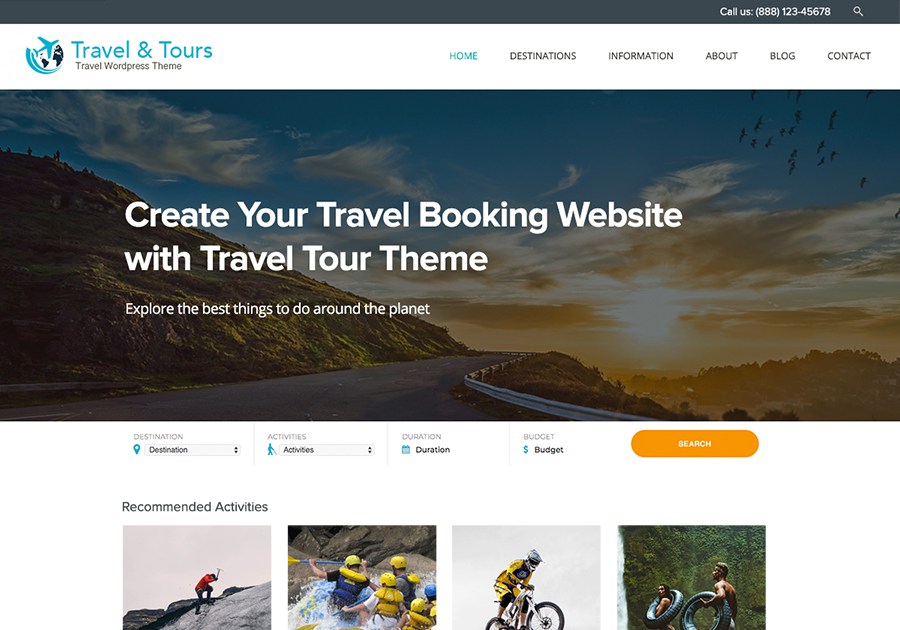 Call us: (888) 123-45678
Travel & Tours
Travel Wordpress Theme
HOME DESTINATIONS INFORMATION ABOUT BLOG CONTACT
Create Your Travel Booking Website
with Travel Tour Theme
Explore the best things to do around the planet
DESTINATION ACTIVITIES DURATION BUDGET
Destination Activities Duration $ Budget SEARCH
Recommended Activities